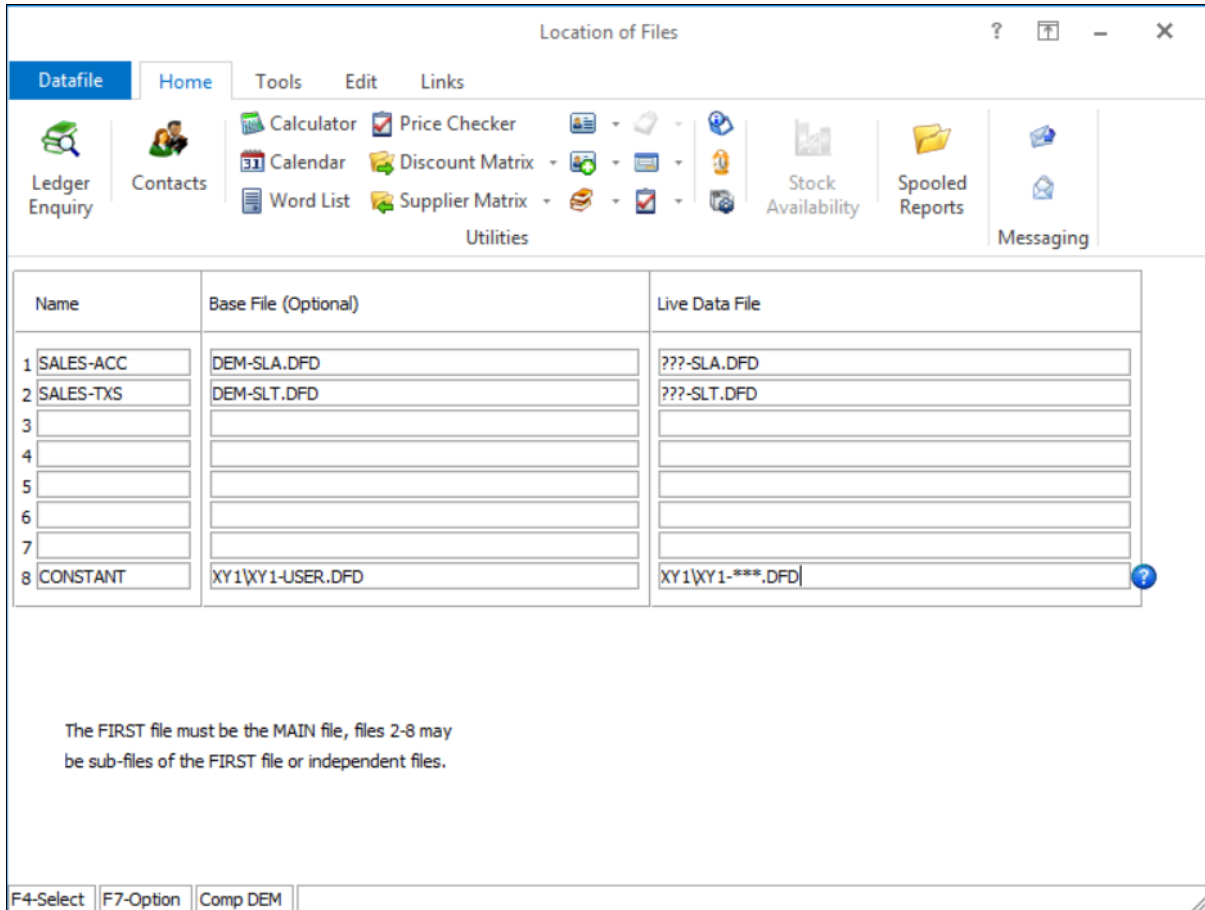 Location of Files
?
Datafile Home Tools Edit Links
Calculator Price Checker
31 Calendar Discount Matrix
Word List Supplier Matrix
Ledger Enquiry
Contacts
Stock Availability
Spooled Reports
Utilities
Messaging
Name Base File (Optional) Live Data File
1 SALES-ACC DEM-SLA.DFD ???-SLA.DFD
2 SALES-TXS DEM-SLT.DFD ???-SLT.DFD
3
4
5
6
7
8 CONSTANT XY1\XY1-USER.DFD XY1\XY1-***.DFD ?
The FIRST file must be the MAIN file, files 2-8 may
be sub-files of the FIRST file or independent files.
F4-Select F7-Option Comp DEM